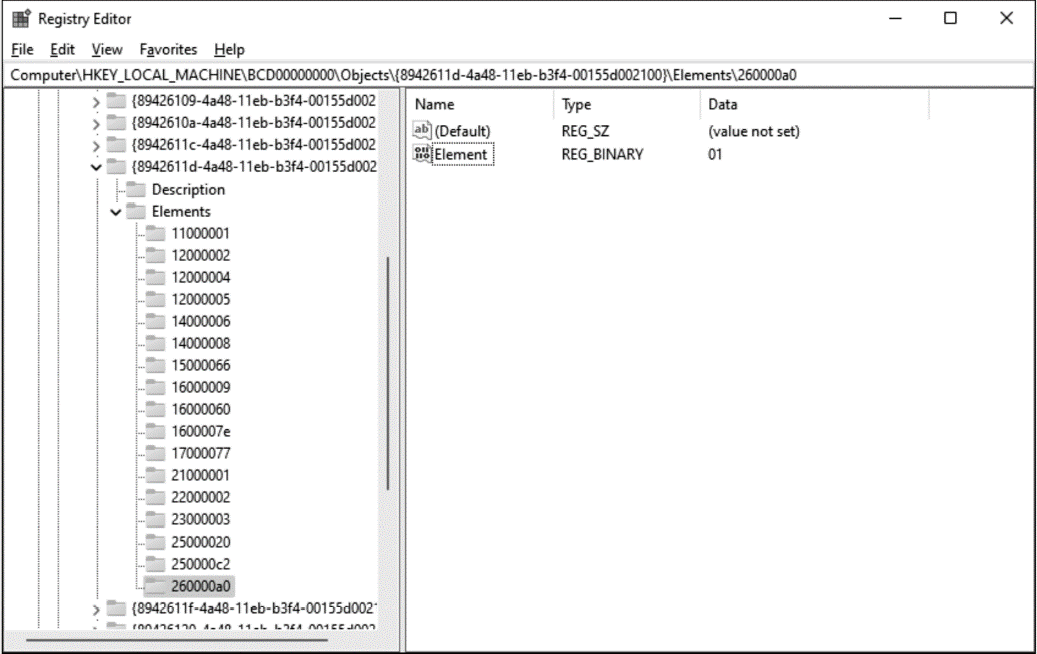 Registry Editor
File Edit View Favorites Help
Computer\HKEY_LOCAL_MACHINE\BCD00000000\Objects\{8942611d-4a48-11eb-b3f4-00155d002100}\Elements\260000a0
{89426109-4a48-11eb-b3f4-00155d002
{8942610a-4a48-11eb-b3f4-00155d002
{8942611c-4a48-11eb-b3f4-00155d002
{8942611d-4a48-11eb-b3f4-00155d002
Description
Elements
11000001
12000002
12000004
12000005
14000006
14000008
15000066
16000009
16000060
1600007e
17000077
21000001
22000002
23000003
25000020
250000c2
260000a0
{8942611f-4a48-11eb-b3f4-00155d002
Name Type Data
(Default) REG_SZ (value not set)
Element REG_BINARY 01